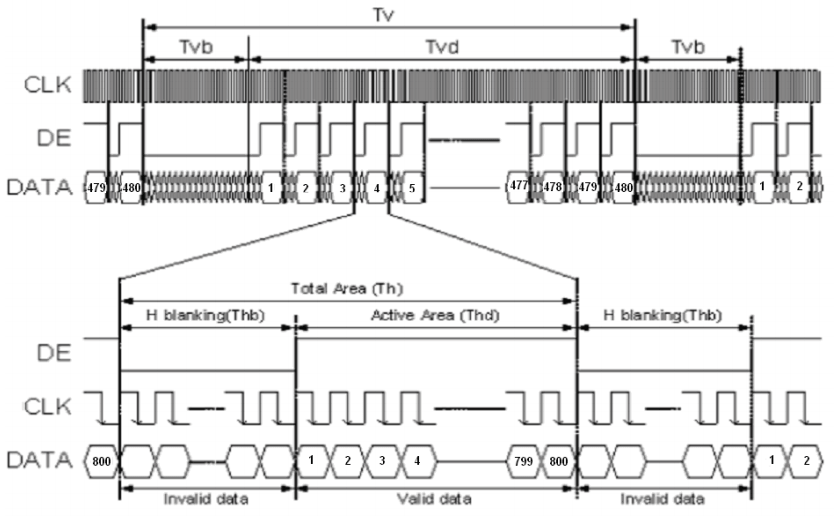 Tv
Tvb Tvd Tvb
CLK
DE
DATA 479 480 1 2 3 4 5 477 478 479 480 1 2
Total Area (Th)
H blanking(Thb) Active Area (Thd) H blanking(Thb)
DE
CLK
DATA 800 1 2 3 4 799 800 1 2
Invalid data Valid data Invalid data